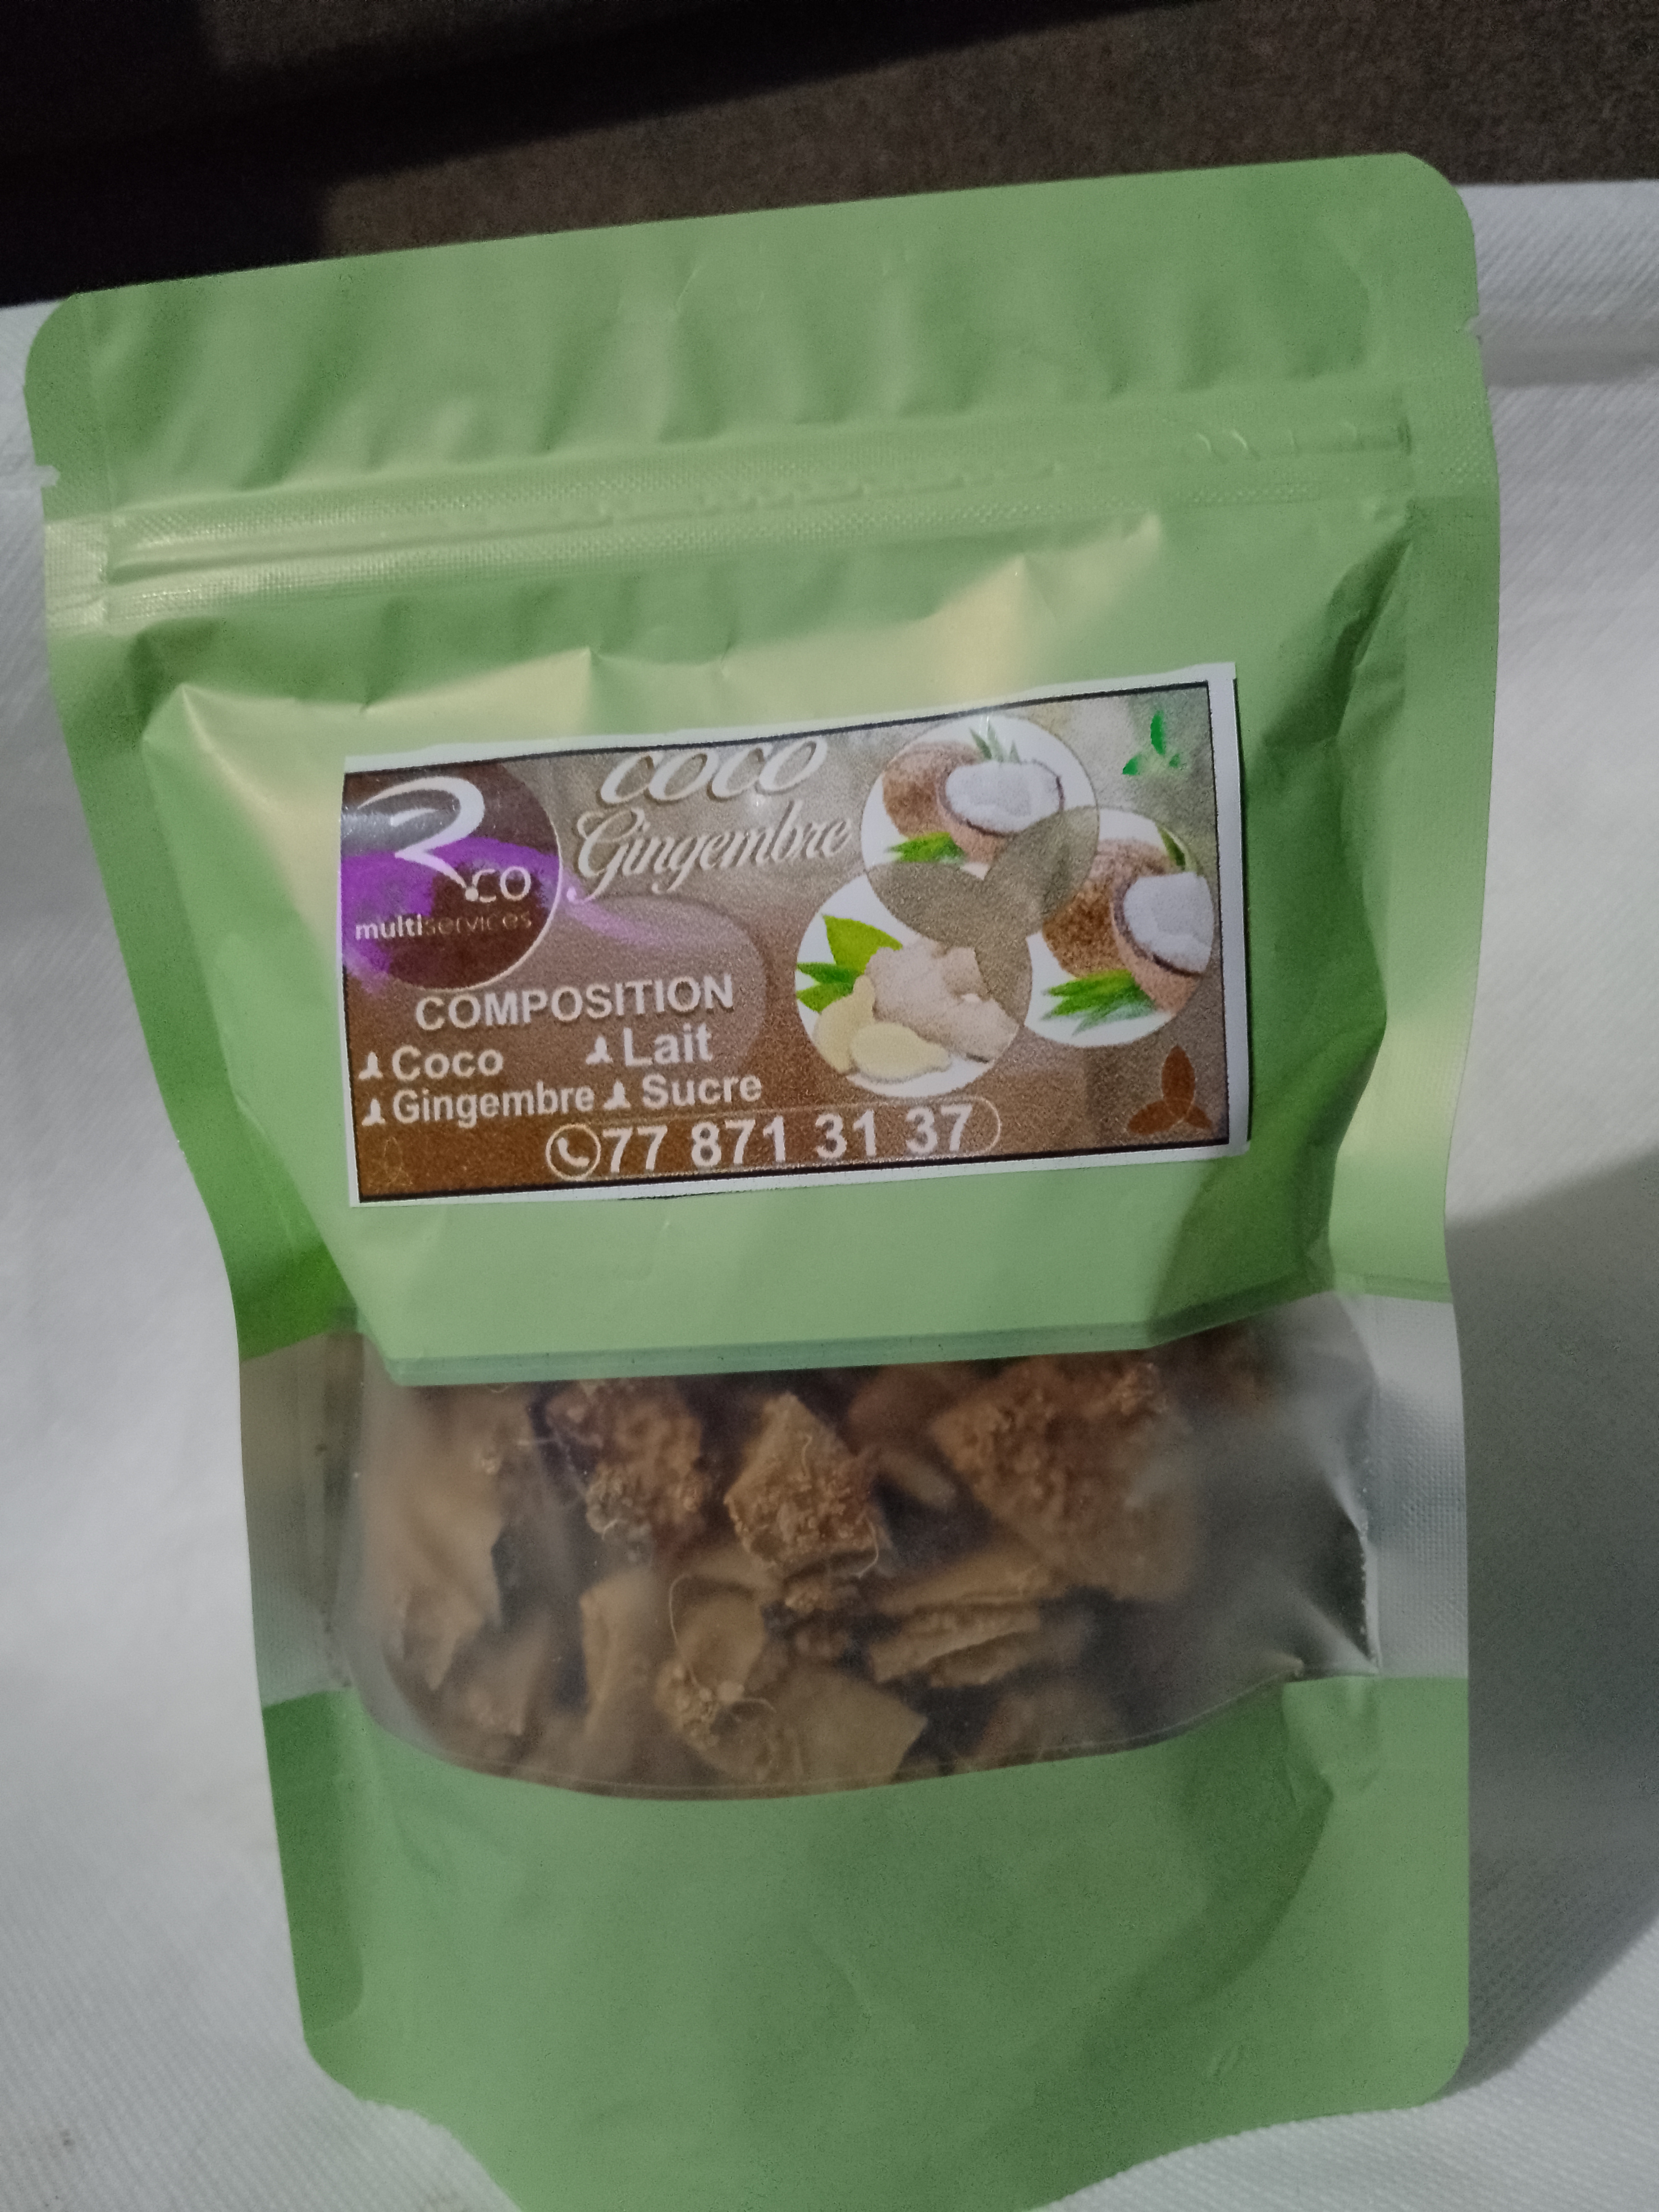 R.co
multiservices
coco
Gingembre
COMPOSITION
Coco
Lait
Gingembre
Sucre
77 871 31 37